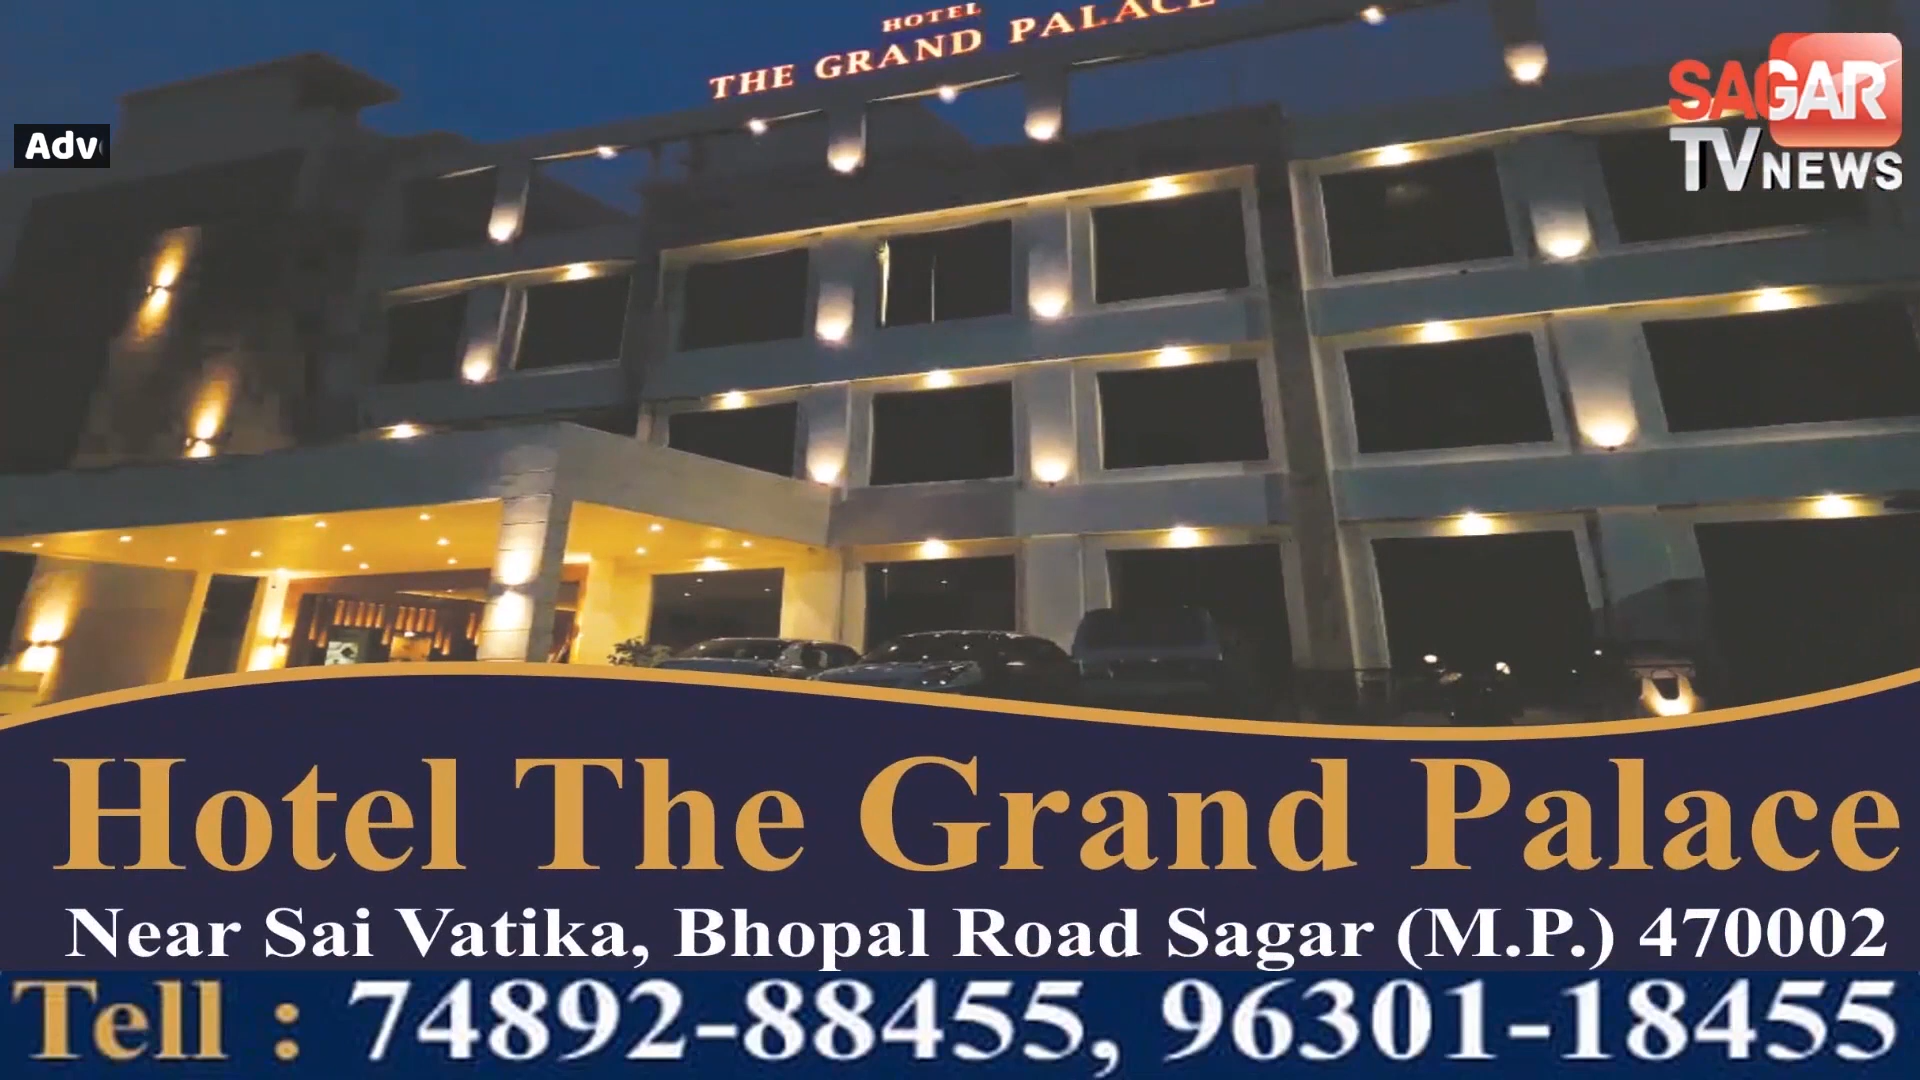 HOTEL
THE GRAND PALACE
SAGAR
TV NEWS
Adv
Hotel The Grand Palace
Near Sai Vatika, Bhopal Road Sagar (M.P.) 470002
Tell : 74892-88455, 96301-18455